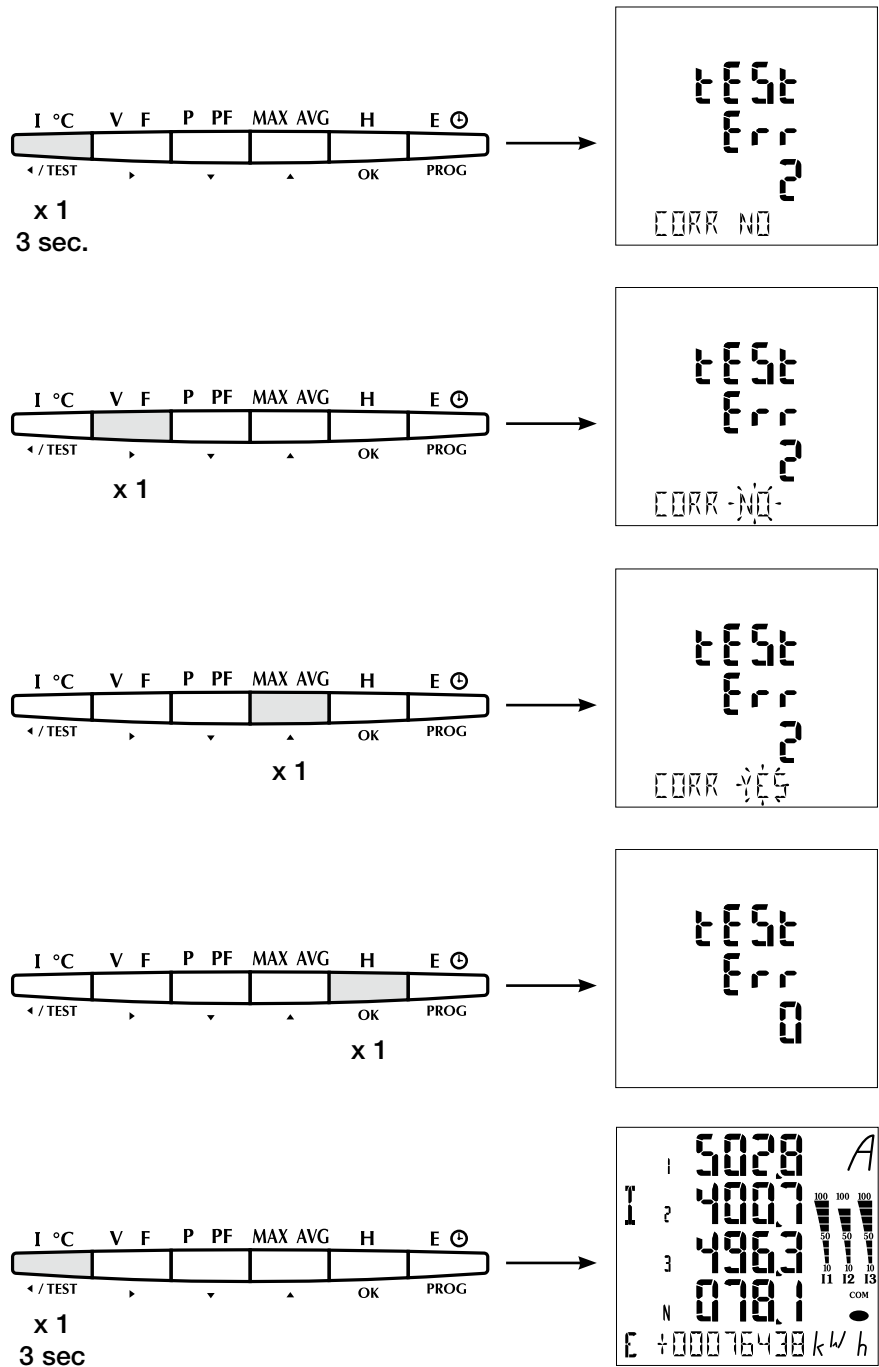 I °C V F P PF MAX AVG H E
/ TEST OK PROG
x 1
3 sec.
tESt
Err
2
CORR NO
I °C V F P PF MAX AVG H E
/ TEST OK PROG
x 1
tESt
Err
2
CORR NO
I °C V F P PF MAX AVG H E
/ TEST OK PROG
x 1
tESt
Err
2
CORR YES
I °C V F P PF MAX AVG H E
/ TEST OK PROG
x 1
tESt
Err
0
I °C V F P PF MAX AVG H E
/ TEST OK PROG
x 1
3 sec
1 502.8 A
I 2 400.7 100 100 100
3 496.3 50 50 50
10 10 10
I1 I2 I3
N 078.1 COM
E +00076438 kWh